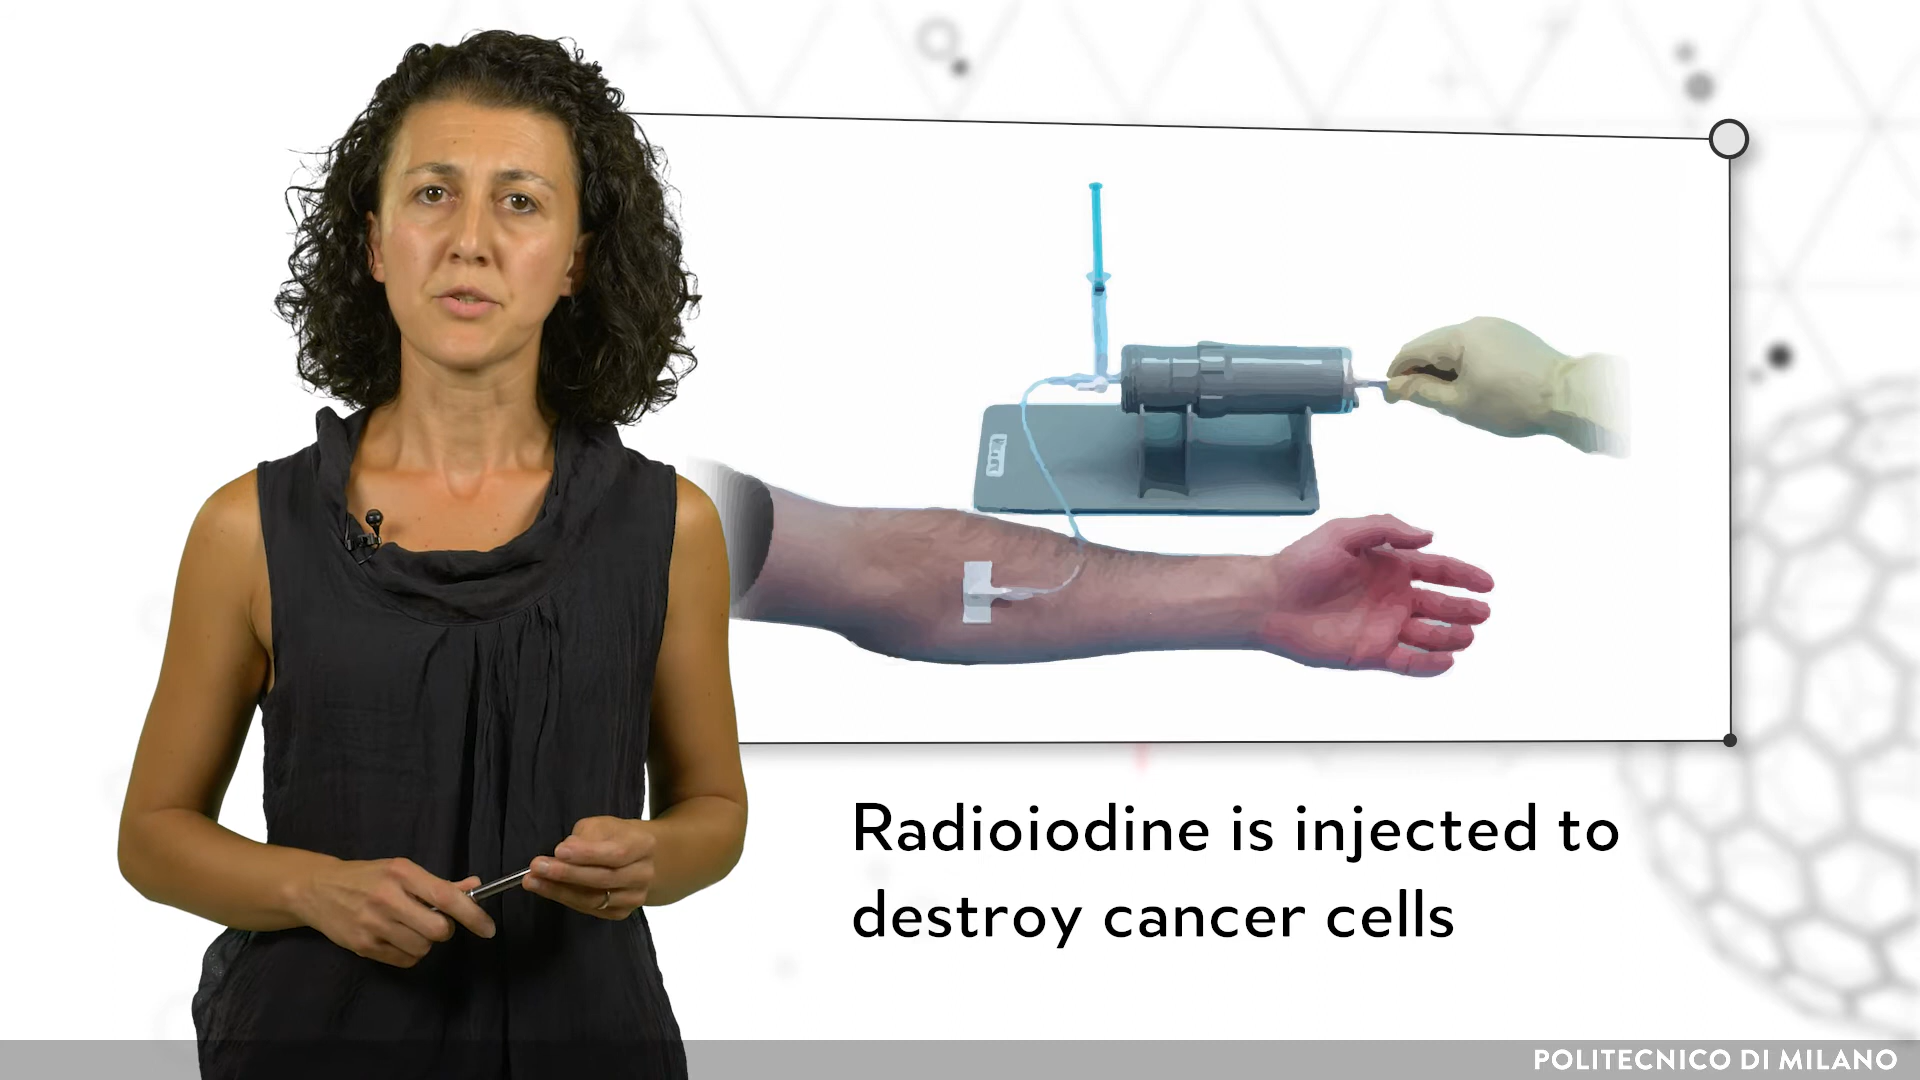 Radioiodine is injected to
destroy cancer cells
POLITECNICO DI MILANO